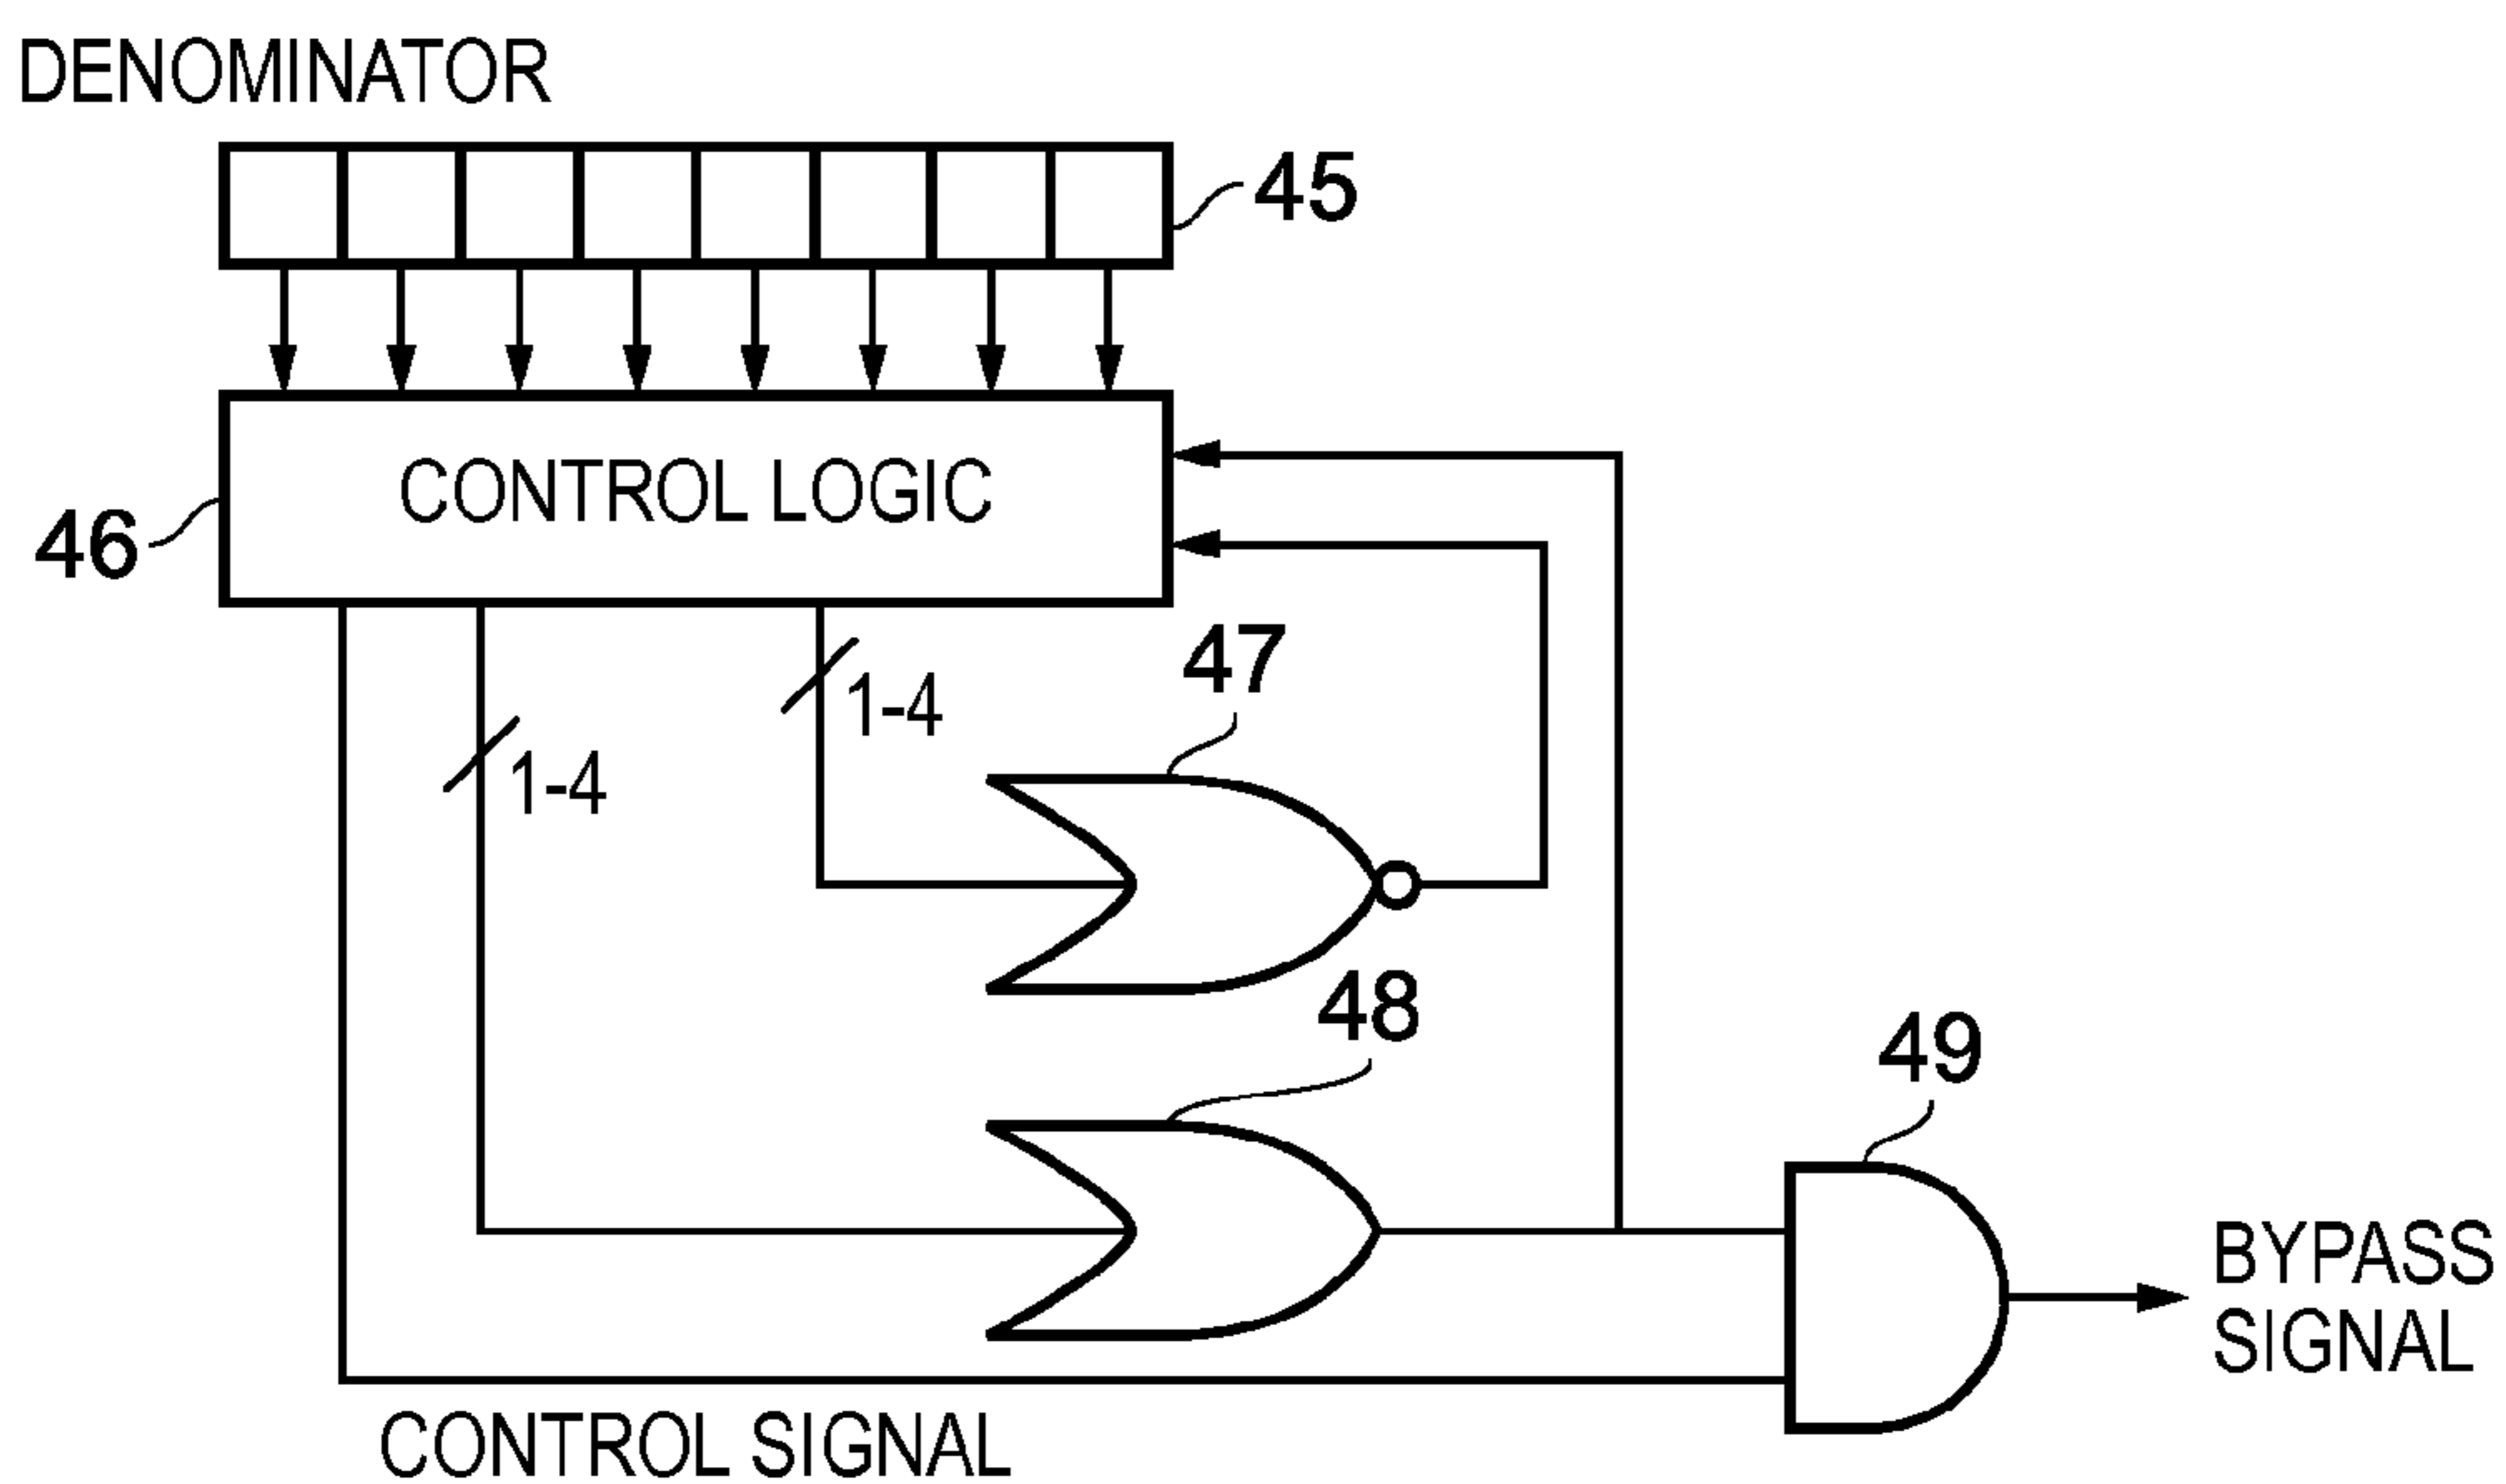 DENOMINATOR
45
CONTROL LOGIC
46
47
1-4
1-4
48
49
BYPASS
SIGNAL
CONTROL SIGNAL